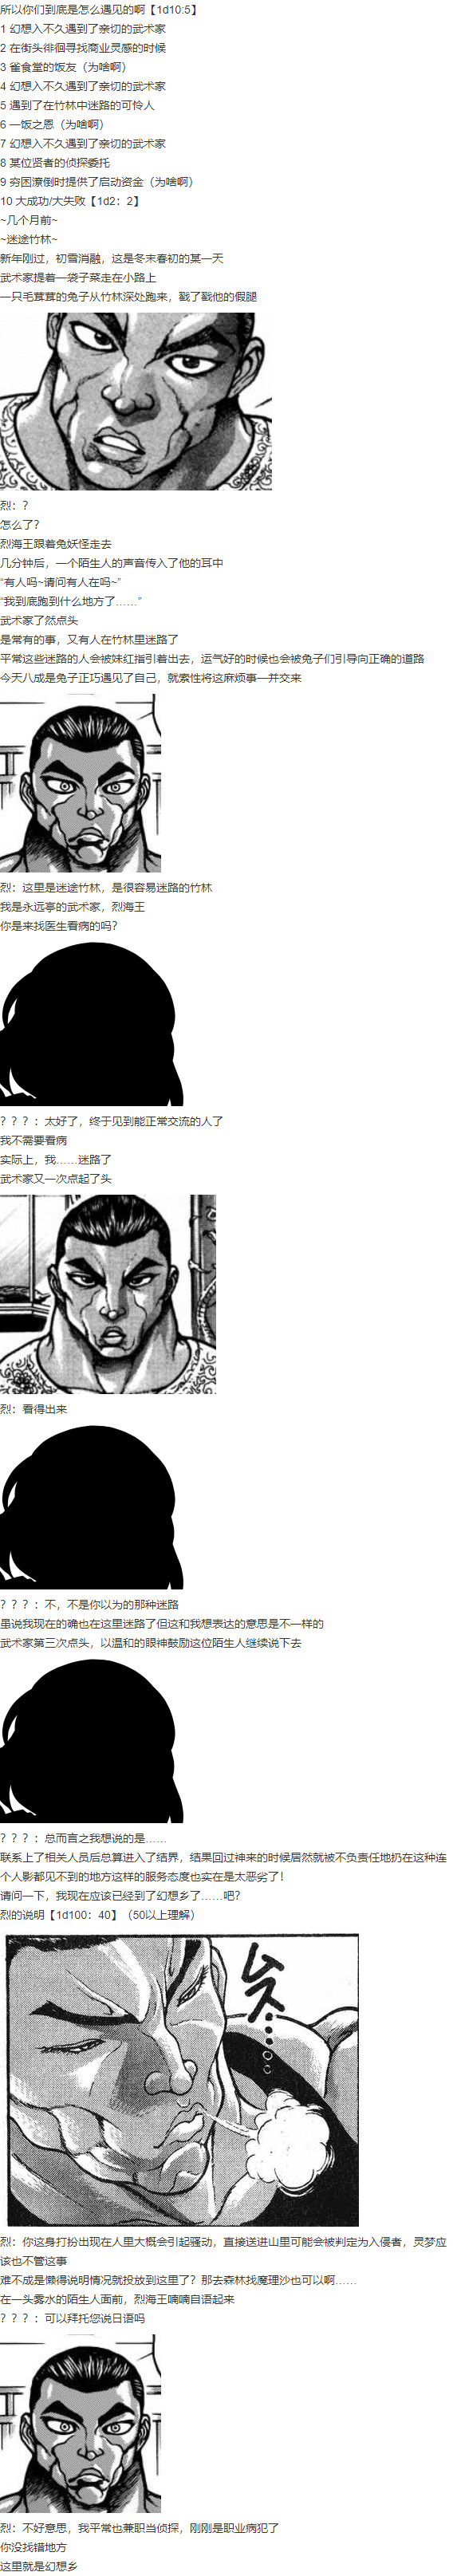 所以你们到底是怎么遇见的啊【1d10:5】
1 幻想入不久遇到了亲切的武术家
2 在街头徘徊寻找商业灵感的时候
3 雀食堂的饭友（为啥啊）
4 幻想入不久遇到了亲切的武术家
5 遇到了在竹林中迷路的可怜人
6 一饭之恩（为啥啊）
7 幻想入不久遇到了亲切的武术家
8 某位贤者的侦探委托
9 穷困潦倒时提供了启动资金（为啥啊）
10 大成功/大失败【1d2：2】
~几个月前~
~迷途竹林~
新年刚过，初雪消融，这是冬末春初的某一天
武术家提着一袋子菜走在小路上
一只毛茸茸的兔子从竹林深处跑来，戳了戳他的假腿
烈：？
怎么了？
烈海王跟着兔妖怪走去
几分钟后，一个陌生人的声音传入了他的耳中
“有人吗~请问有人在吗~”
“我到底跑到什么地方了……”
武术家了然点头
是常有的事，又有人在竹林里迷路了
平常这些迷路的人会被妹红指引着出去，运气好的时候也会被兔子们引导向正确的道路
今天八成是兔子正巧遇见了自己，就索性将这麻烦事一并交来
烈：这里是迷途竹林，是很容易迷路的竹林
我是永远亭的武术家，烈海王
你是来找医生看病的吗？
？？？：太好了，终于见到能正常交流的人了
我不需要看病
实际上，我……迷路了
武术家又一次点起了头
烈：看得出来
？？？：不，不是你以为的那种迷路
虽说我现在的确也在这里迷路了但这和我想表达的意思是不一样的
武术家第三次点头，以温和的眼神鼓励这位陌生人继续说下去
？？？：总而言之我想说的是……
联系上了相关人员后总算进入了结界，结果回过神来的时候居然就被不负责任地扔在这种连
个人影都见不到的地方这样的服务态度也实在是太恶劣了！
请问一下，我现在应该已经到了幻想乡了……吧？
烈的说明【1d100：40】（50以上理解）
ムス…。。
烈：你这身打扮出现在人里大概会引起骚动，直接送进山里可能会被判定为入侵者，灵梦应
该也不管这事
难不成是懒得说明情况就投放到这里了？那去森林找魔理沙也可以啊……
在一头雾水的陌生人面前，烈海王喃喃自语起来
？？？：可以拜托您说日语吗
烈：不好意思，我平常也兼职当侦探，刚刚是职业病犯了
你没找错地方
这里就是幻想乡